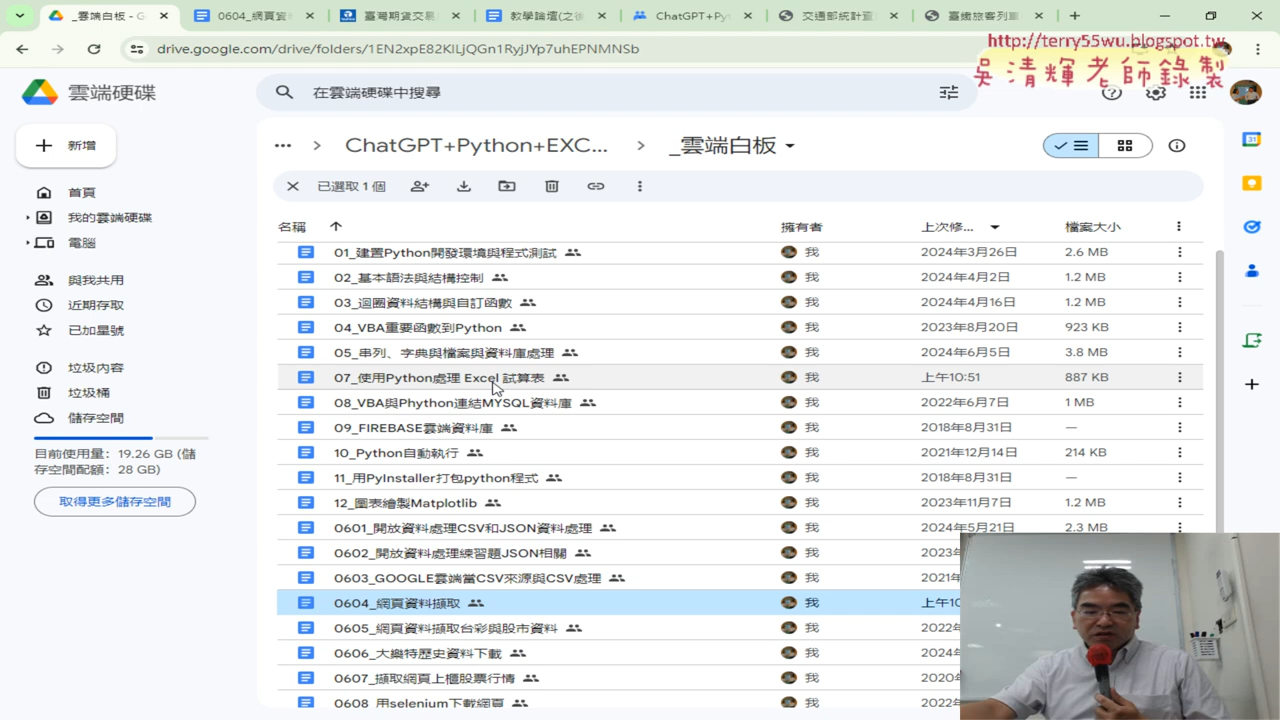 _雲端白板 - G
0604_網頁資
臺灣期貨交易
教學論壇(之後
ChatGPT+Py
交通部統計查
臺鐵旅客列車
drive.google.com/drive/folders/1EN2xpE82KlLJQGn1RyjJYp7uhEPNMNSb
http://terry55wu.blogspot.tw
吳清輝老師錄製
雲端硬碟
在雲端硬碟中搜尋
新增
ChatGPT+Python+EXC...
_雲端白板
已選取 1 個
首頁
我的雲端硬碟
電腦
與我共用
近期存取
已加星號
垃圾內容
垃圾桶
儲存空間
目前使用量: 19.26 GB (儲
存空間配額: 28 GB)
取得更多儲存空間
名稱 擁有者 上次修... 檔案大小
01_建置Python開發環境與程式測試 我 2024年3月26日 2.6 MB
02_基本語法與結構控制 我 2024年4月2日 1.2 MB
03_迴圈資料結構與自訂函數 我 2024年4月16日 1.2 MB
04_VBA重要函數到Python 我 2023年8月20日 923 KB
05_串列、字典與檔案與資料庫處理 我 2024年6月5日 3.8 MB
07_使用Python處理 Excel 試算表 我 上午10:51 887 KB
08_VBA與Phython連結MYSQL資料庫 我 2022年6月7日 1 MB
09_FIREBASE雲端資料庫 我 2018年8月31日 —
10_Python自動執行 我 2021年12月14日 214 KB
11_用PyInstaller打包python程式 我 2018年8月31日 —
12_圖表繪製Matplotlib 我 2023年11月7日 1.2 MB
0601_開放資料處理CSV和JSON資料處理 我 2024年5月21日 2.3 MB
0602_開放資料處理練習題JSON相關 我 2023
0603_GOOGLE雲端當CSV來源與CSV處理 我 2021
0604_網頁資料擷取 我 上午10
0605_網頁資料擷取台彩與股市資料 我 2022
0606_大樂透歷史資料下載 我 2022
0607_擷取網頁上櫃股票行情 我 2020
0608_用selenium下載網頁 我 2022
31